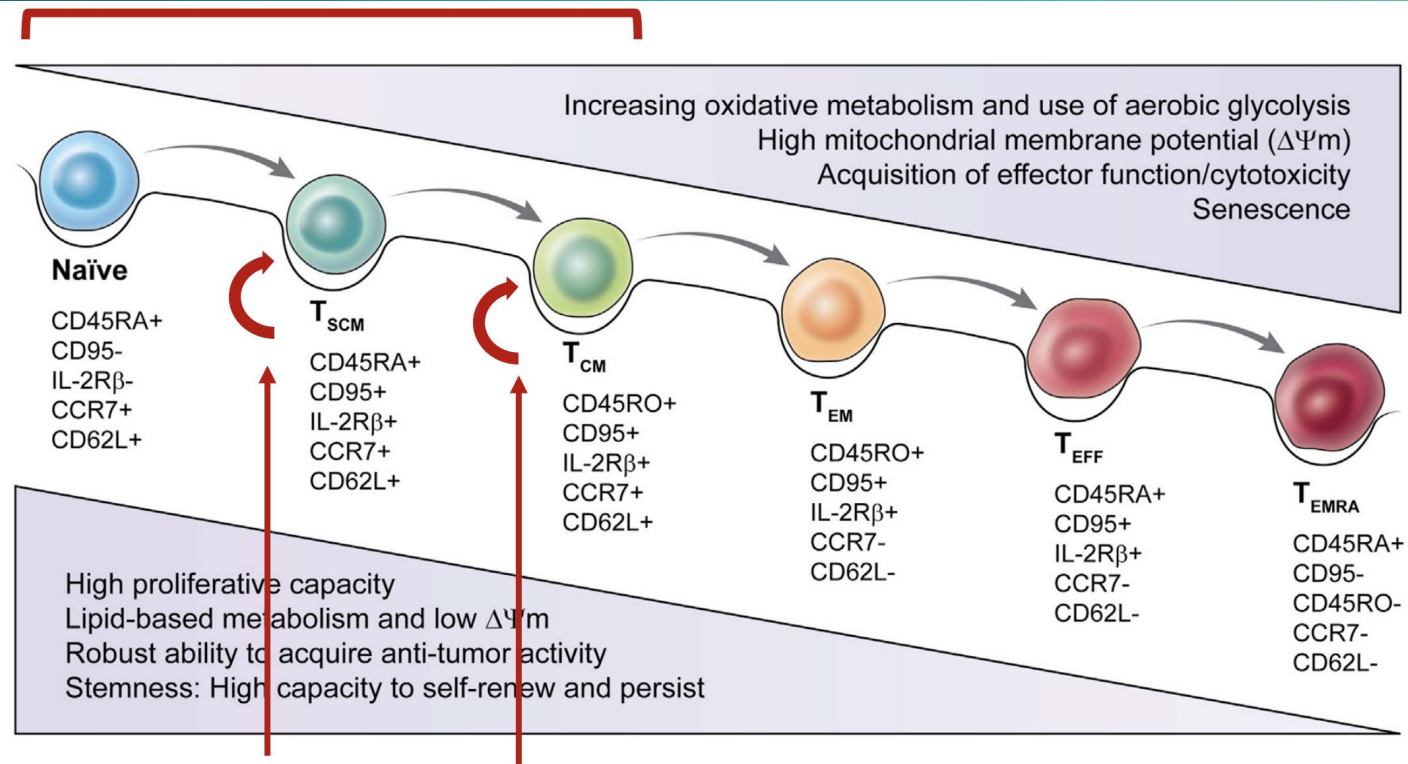 Increasing oxidative metabolism and use of aerobic glycolysis
High mitochondrial membrane potential (ΔΨm)
Acquisition of effector function/cytotoxicity
Senescence
Naïve
CD45RA+
CD95-
IL-2Rβ-
CCR7+
CD62L+
TSCM
CD45RA+
CD95+
IL-2Rβ+
CCR7+
CD62L+
TCM
CD45RO+
CD95+
IL-2Rβ+
CCR7+
CD62L+
TEM
CD45RO+
CD95+
IL-2Rβ+
CCR7-
CD62L-
TEFF
CD45RA+
CD95+
IL-2Rβ+
CCR7-
CD62L-
TEMRA
CD45RA+
CD95-
CD45RO-
CCR7-
CD62L-
High proliferative capacity
Lipid-based metabolism and low ΔΨm
Robust ability to acquire anti-tumor activity
Stemness: High capacity to self-renew and persist